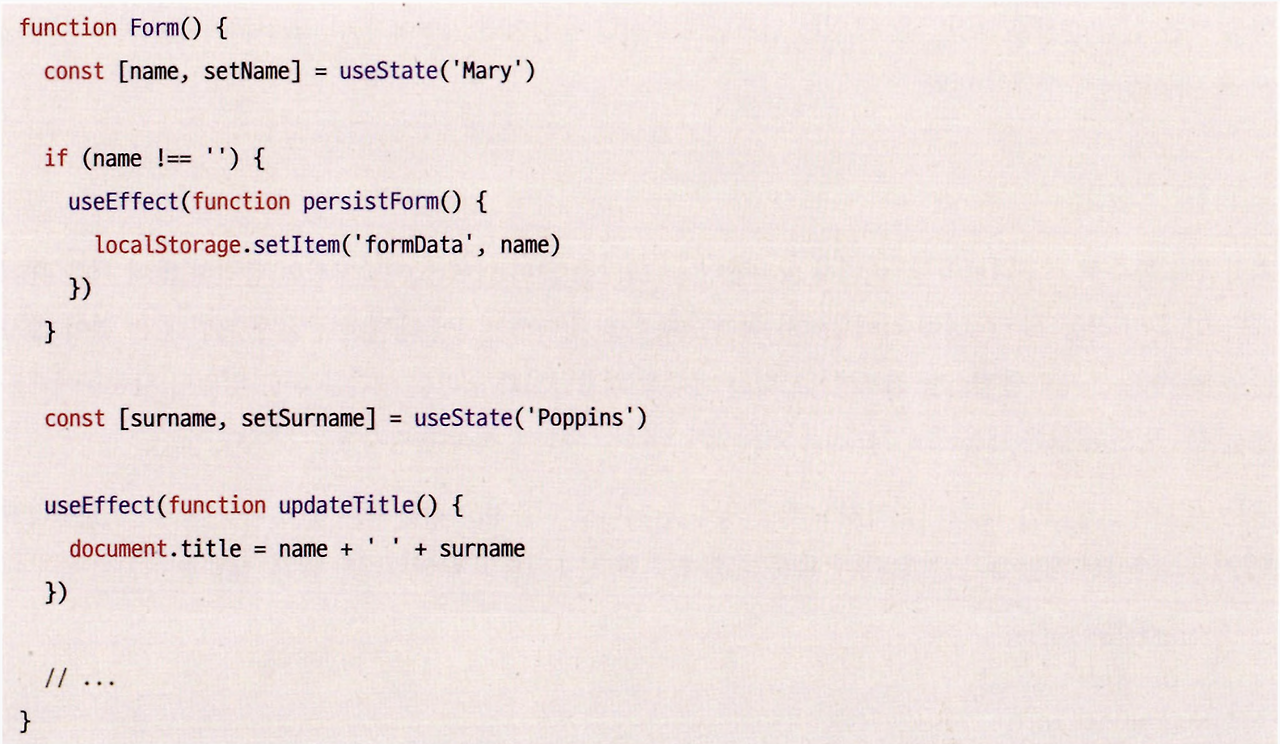 function Form() {
const [name, setName] = useState('Mary')
if (name !== '') {
useEffect(function persistForm() {
localStorage.setItem('formData', name)
})
}
const [surname, setSurname] = useState('Poppins')
useEffect(function updateTitle() {
document.title = name + ' ' + surname
})
// ...
}